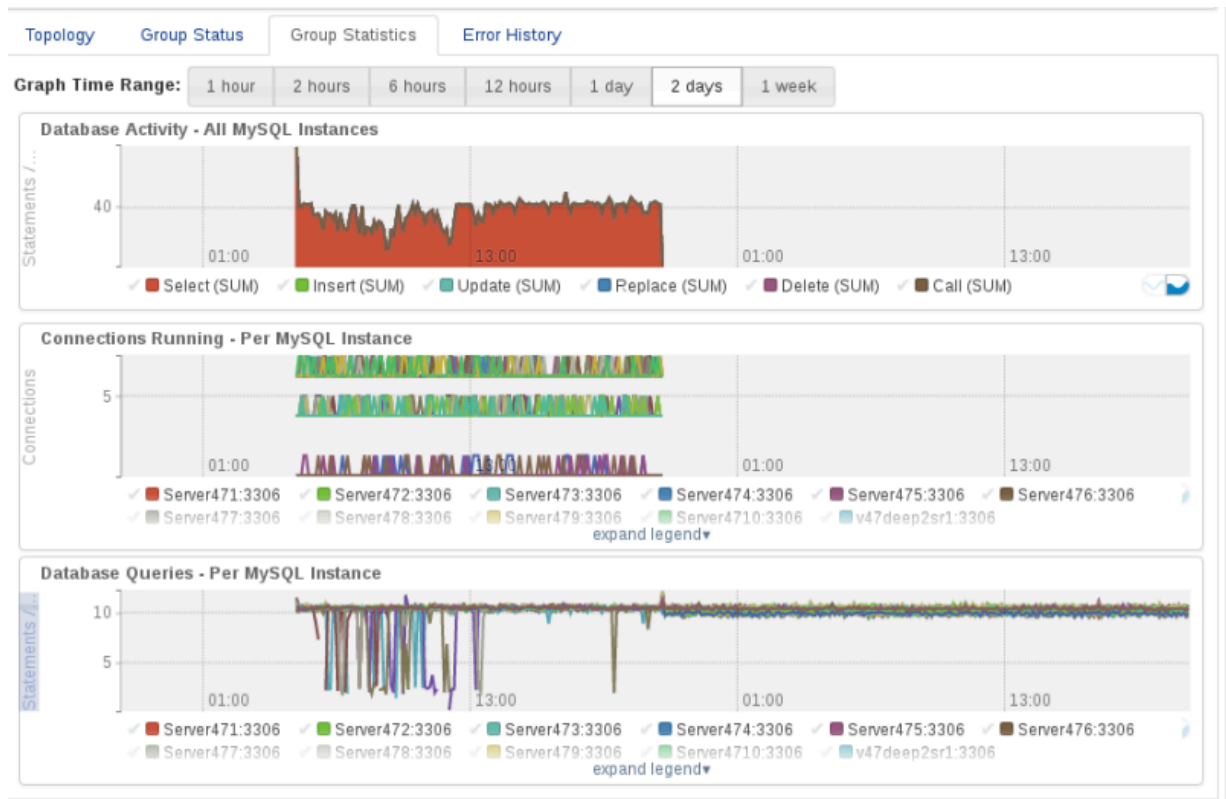 Topology Group Status Group Statistics Error History
Graph Time Range: 1 hour 2 hours 6 hours 12 hours 1 day 2 days 1 week
Database Activity - All MySQL Instances
Statements /...
40
01:00 13:00 01:00 13:00
Select (SUM) Insert (SUM) Update (SUM) Replace (SUM) Delete (SUM) Call (SUM)
Connections Running - Per MySQL Instance
Connections
5
01:00 13:00 01:00 13:00
Server471:3306 Server472:3306 Server473:3306 Server474:3306 Server475:3306 Server476:3306
Server477:3306 Server478:3306 Server479:3306 Server4710:3306 v47deep2sr1:3306
expand legend▾
Database Queries - Per MySQL Instance
Statements /...
10
5
01:00 13:00 01:00 13:00
Server471:3306 Server472:3306 Server473:3306 Server474:3306 Server475:3306 Server476:3306
Server477:3306 Server478:3306 Server479:3306 Server4710:3306 v47deep2sr1:3306
expand legend▾